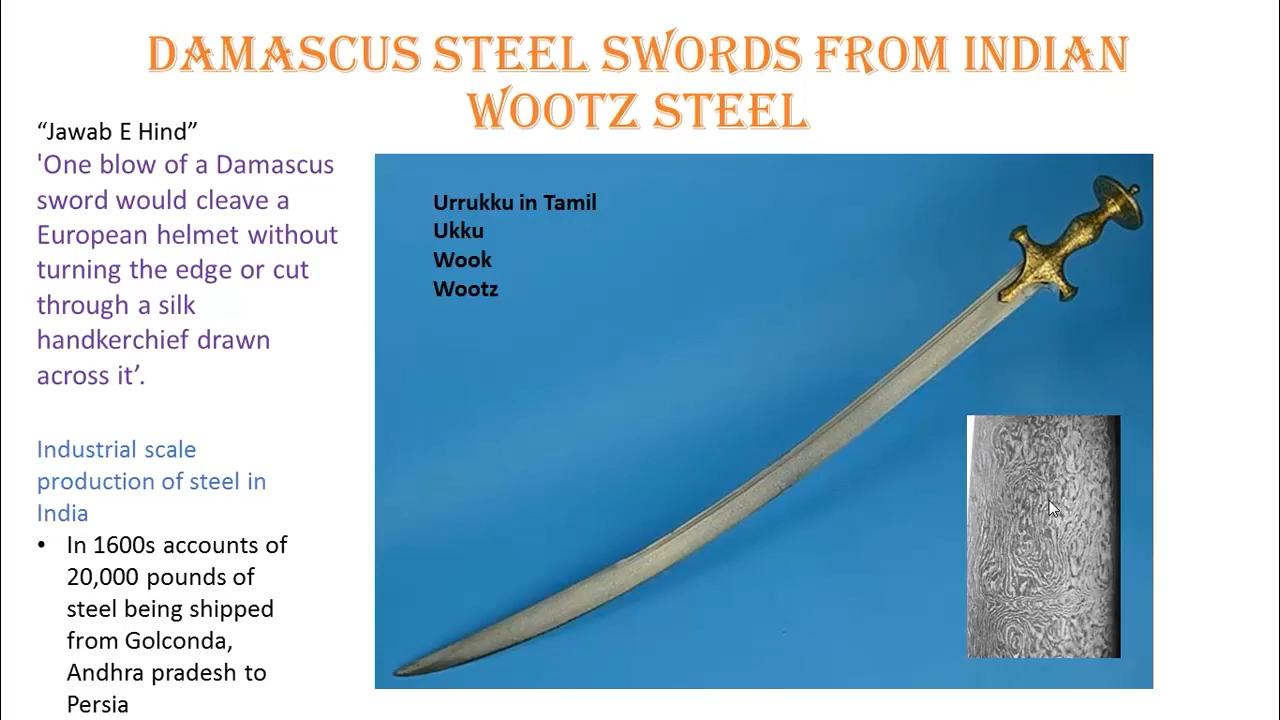 DAMASCUS STEEL SWORDS FROM INDIAN
WOOTZ STEEL
“Jawab E Hind”
'One blow of a Damascus
sword would cleave a
European helmet without
turning the edge or cut
through a silk
handkerchief drawn
across it’.
Industrial scale
production of steel in
India
• In 1600s accounts of
20,000 pounds of
steel being shipped
from Golconda,
Andhra pradesh to
Persia
Urrukku in Tamil
Ukku
Wook
Wootz